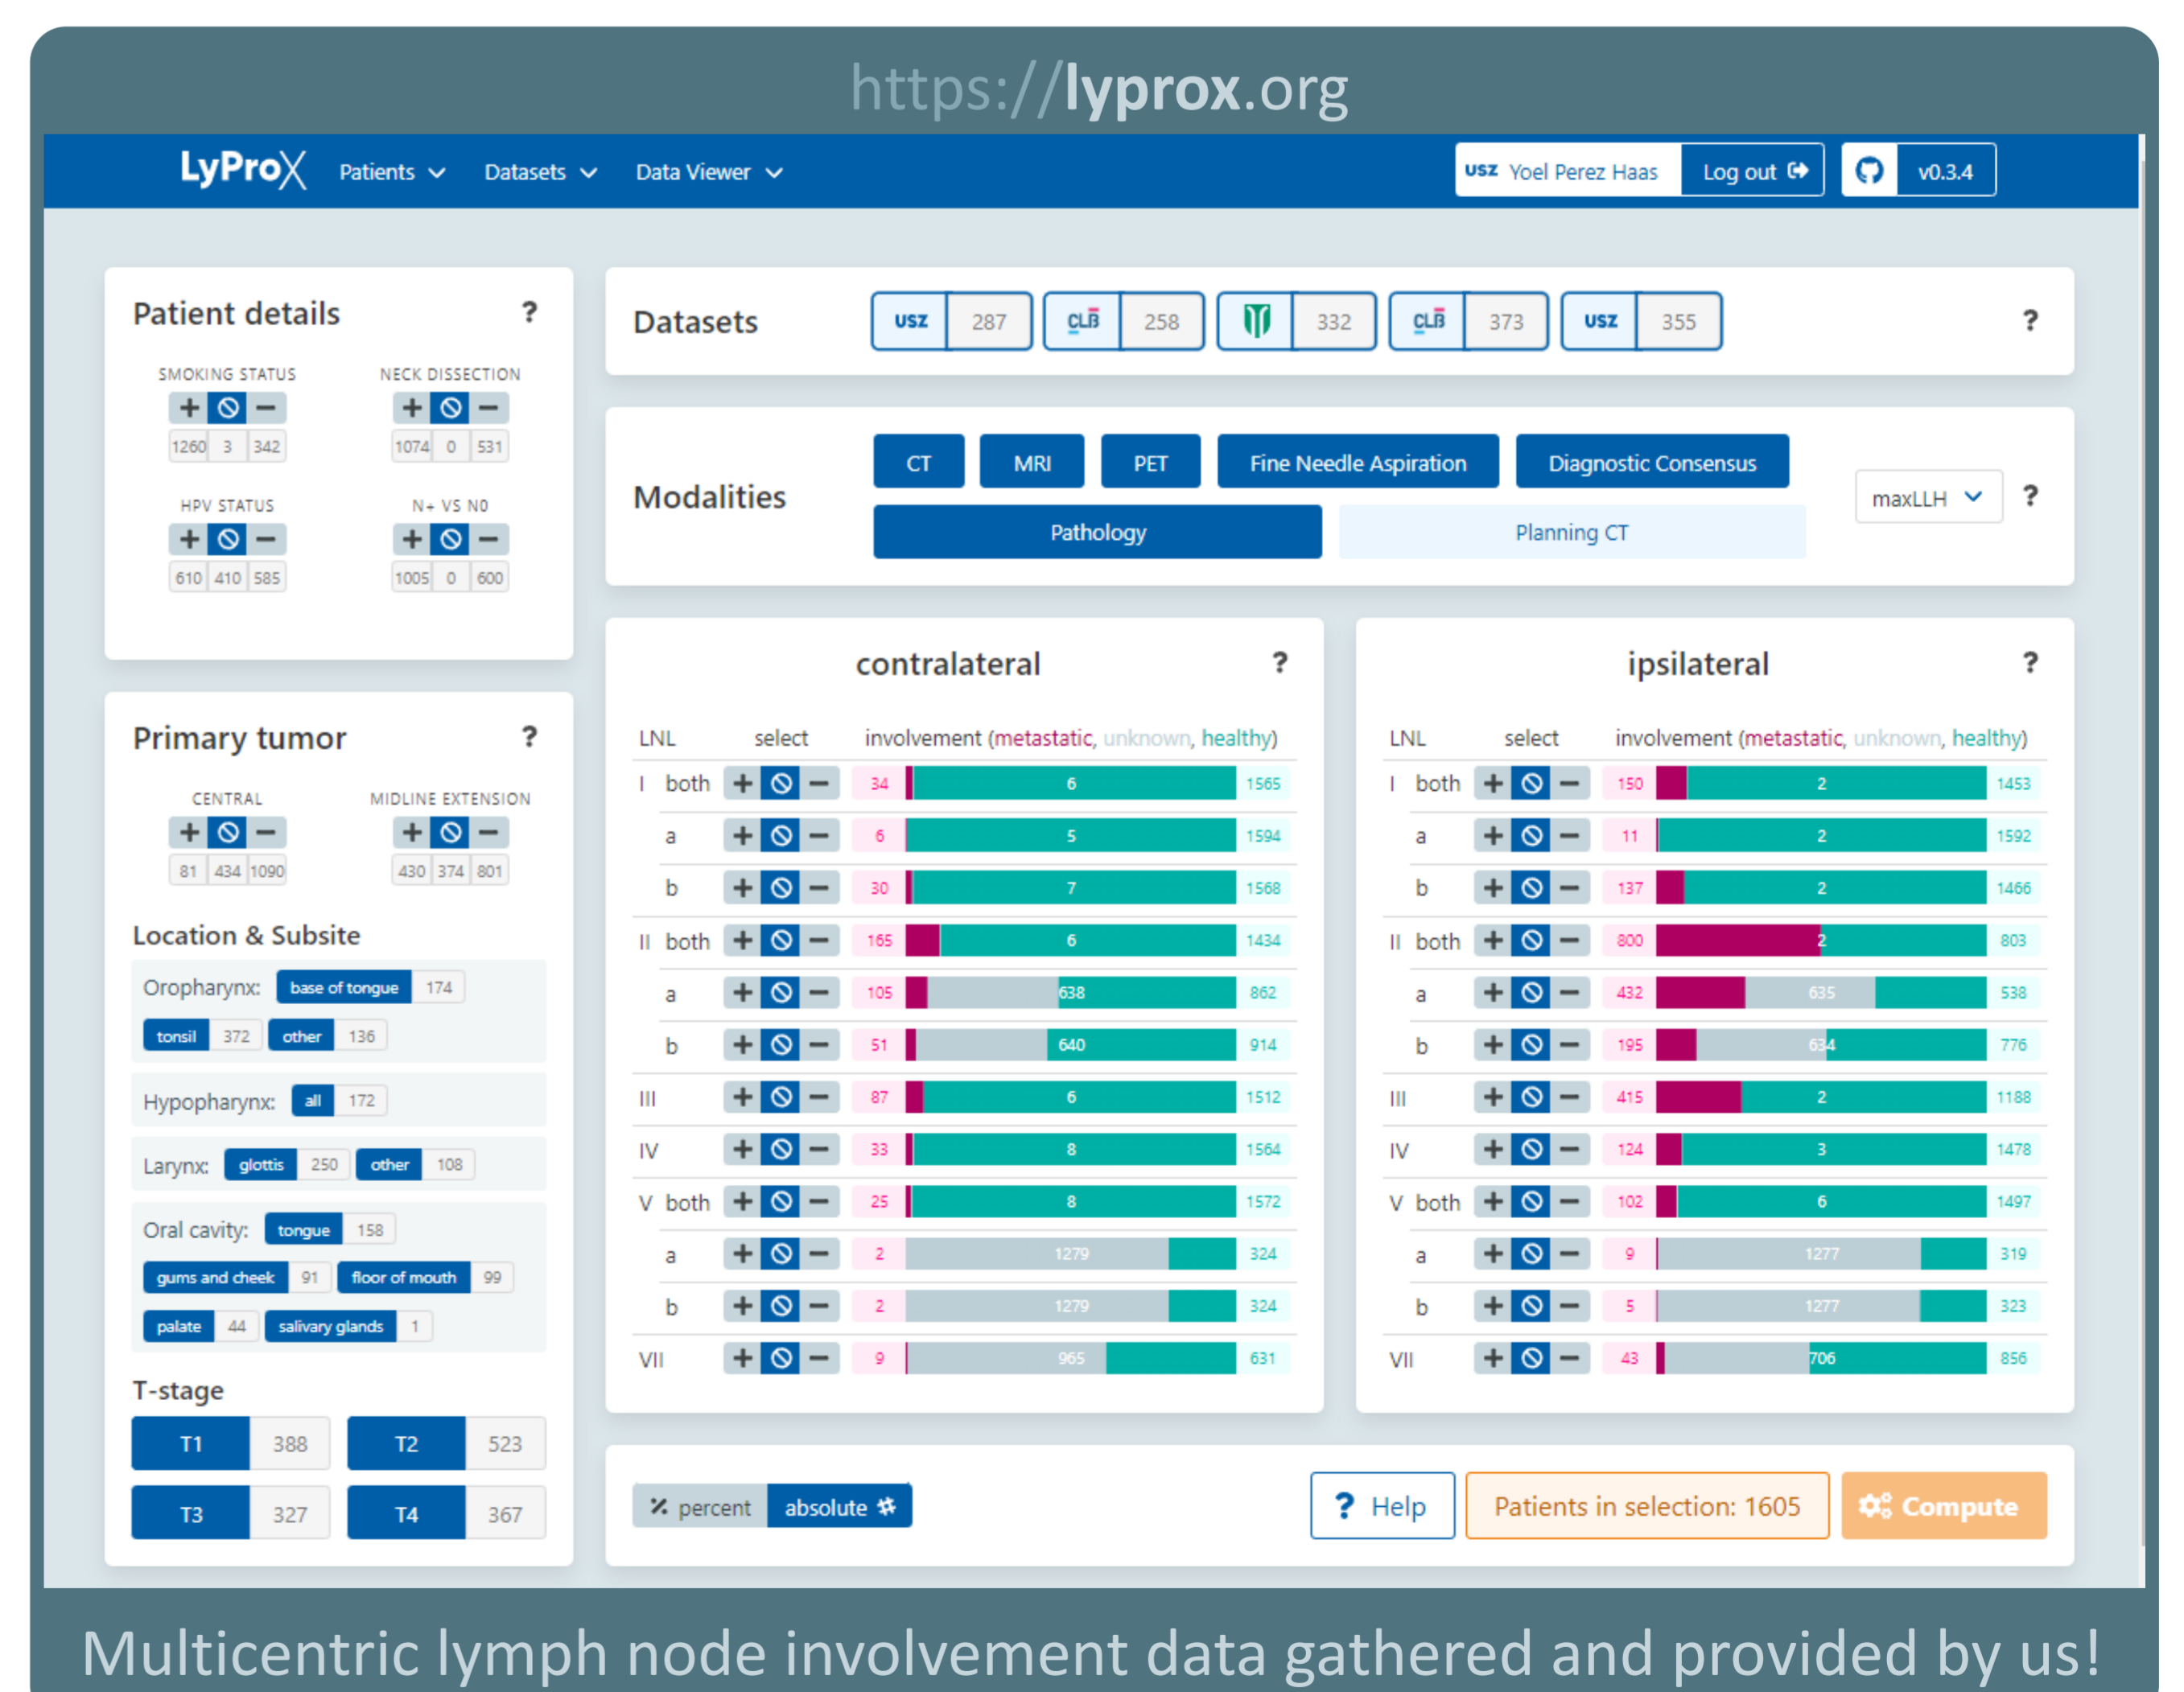 https://lyprox.org
LyProX Patients Datasets Data Viewer USZ Yoel Perez Haas Log out v0.3.4
Patient details ?
SMOKING STATUS NECK DISSECTION
1260 3 342 1074 0 531
HPV STATUS N+ VS N0
610 410 585 1005 0 600
Primary tumor ?
CENTRAL MIDLINE EXTENSION
81 434 1090 430 374 801
Location & Subsite
Oropharynx: base of tongue 174
tonsil 372 other 136
Hypopharynx: all 172
Larynx: glottis 250 other 108
Oral cavity: tongue 158
gums and cheek 91 floor of mouth 99
palate 44 salivary glands 1
T-stage
T1 388 T2 523
T3 327 T4 367
Datasets USZ 287 CLB 258 332 CLB 373 USZ 355 ?
Modalities
CT MRI PET Fine Needle Aspiration Diagnostic Consensus
Pathology Planning CT
maxLLH ?
contralateral ?
LNL select involvement (metastatic, unknown, healthy)
I both 34 6 1565
a 6 5 1594
b 30 7 1568
II both 165 6 1434
a 105 638 862
b 51 640 914
III 87 6 1512
IV 33 8 1564
V both 25 8 1572
a 2 1279 324
b 2 1279 324
VII 9 965 631
ipsilateral ?
LNL select involvement (metastatic, unknown, healthy)
I both 150 2 1453
a 11 2 1592
b 137 2 1466
II both 800 2 803
a 432 635 538
b 195 634 776
III 415 2 1188
IV 124 3 1478
V both 102 6 1497
a 9 1277 319
b 5 1277 323
VII 43 706 856
% percent absolute #
? Help Patients in selection: 1605 Compute
Multicentric lymph node involvement data gathered and provided by us!